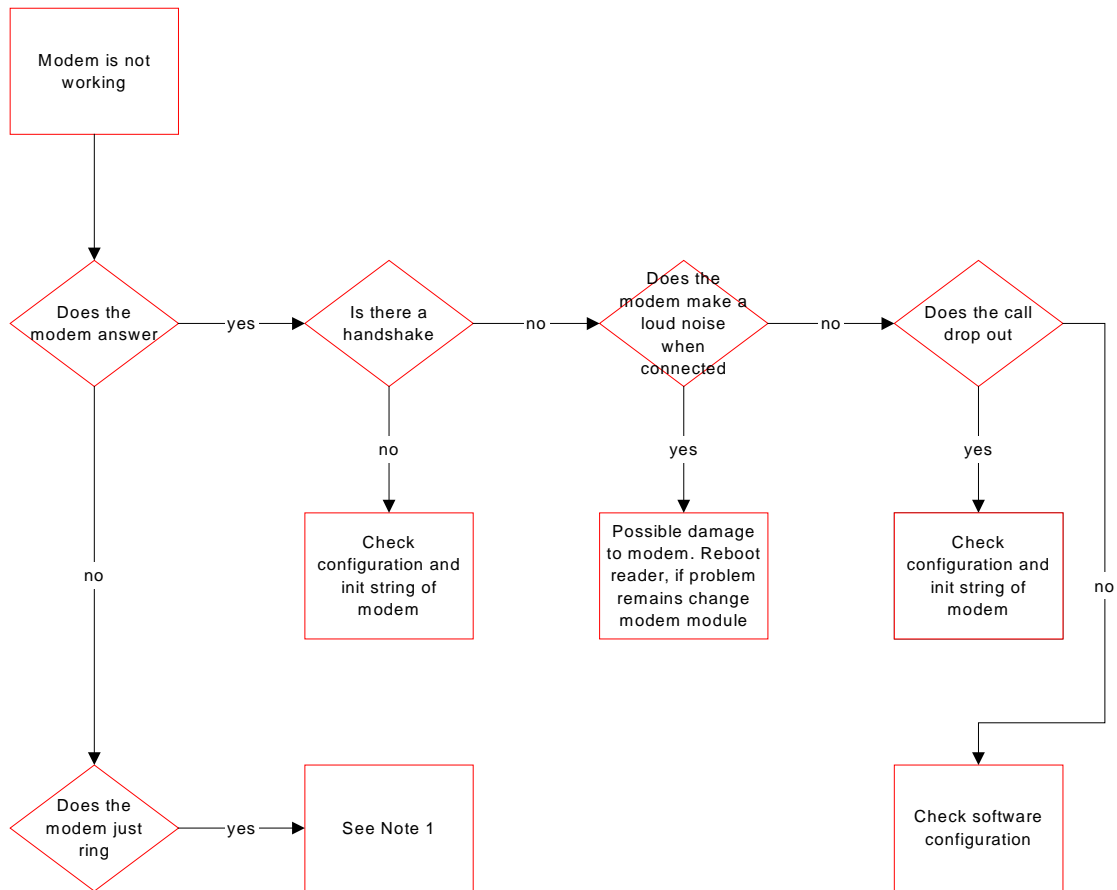 Modem is not
working
Does the
modem answer
yes
Is there a
handshake
no
Does the
modem make a
loud noise
when
connected
no
Does the call
drop out
no
yes
yes
no
Check
configuration and
init string of
modem
Possible damage
to modem. Reboot
reader, if problem
remains change
modem module
Check
configuration and
init string of
modem
no
Does the
modem just
ring
yes
See Note 1
Check software
configuration